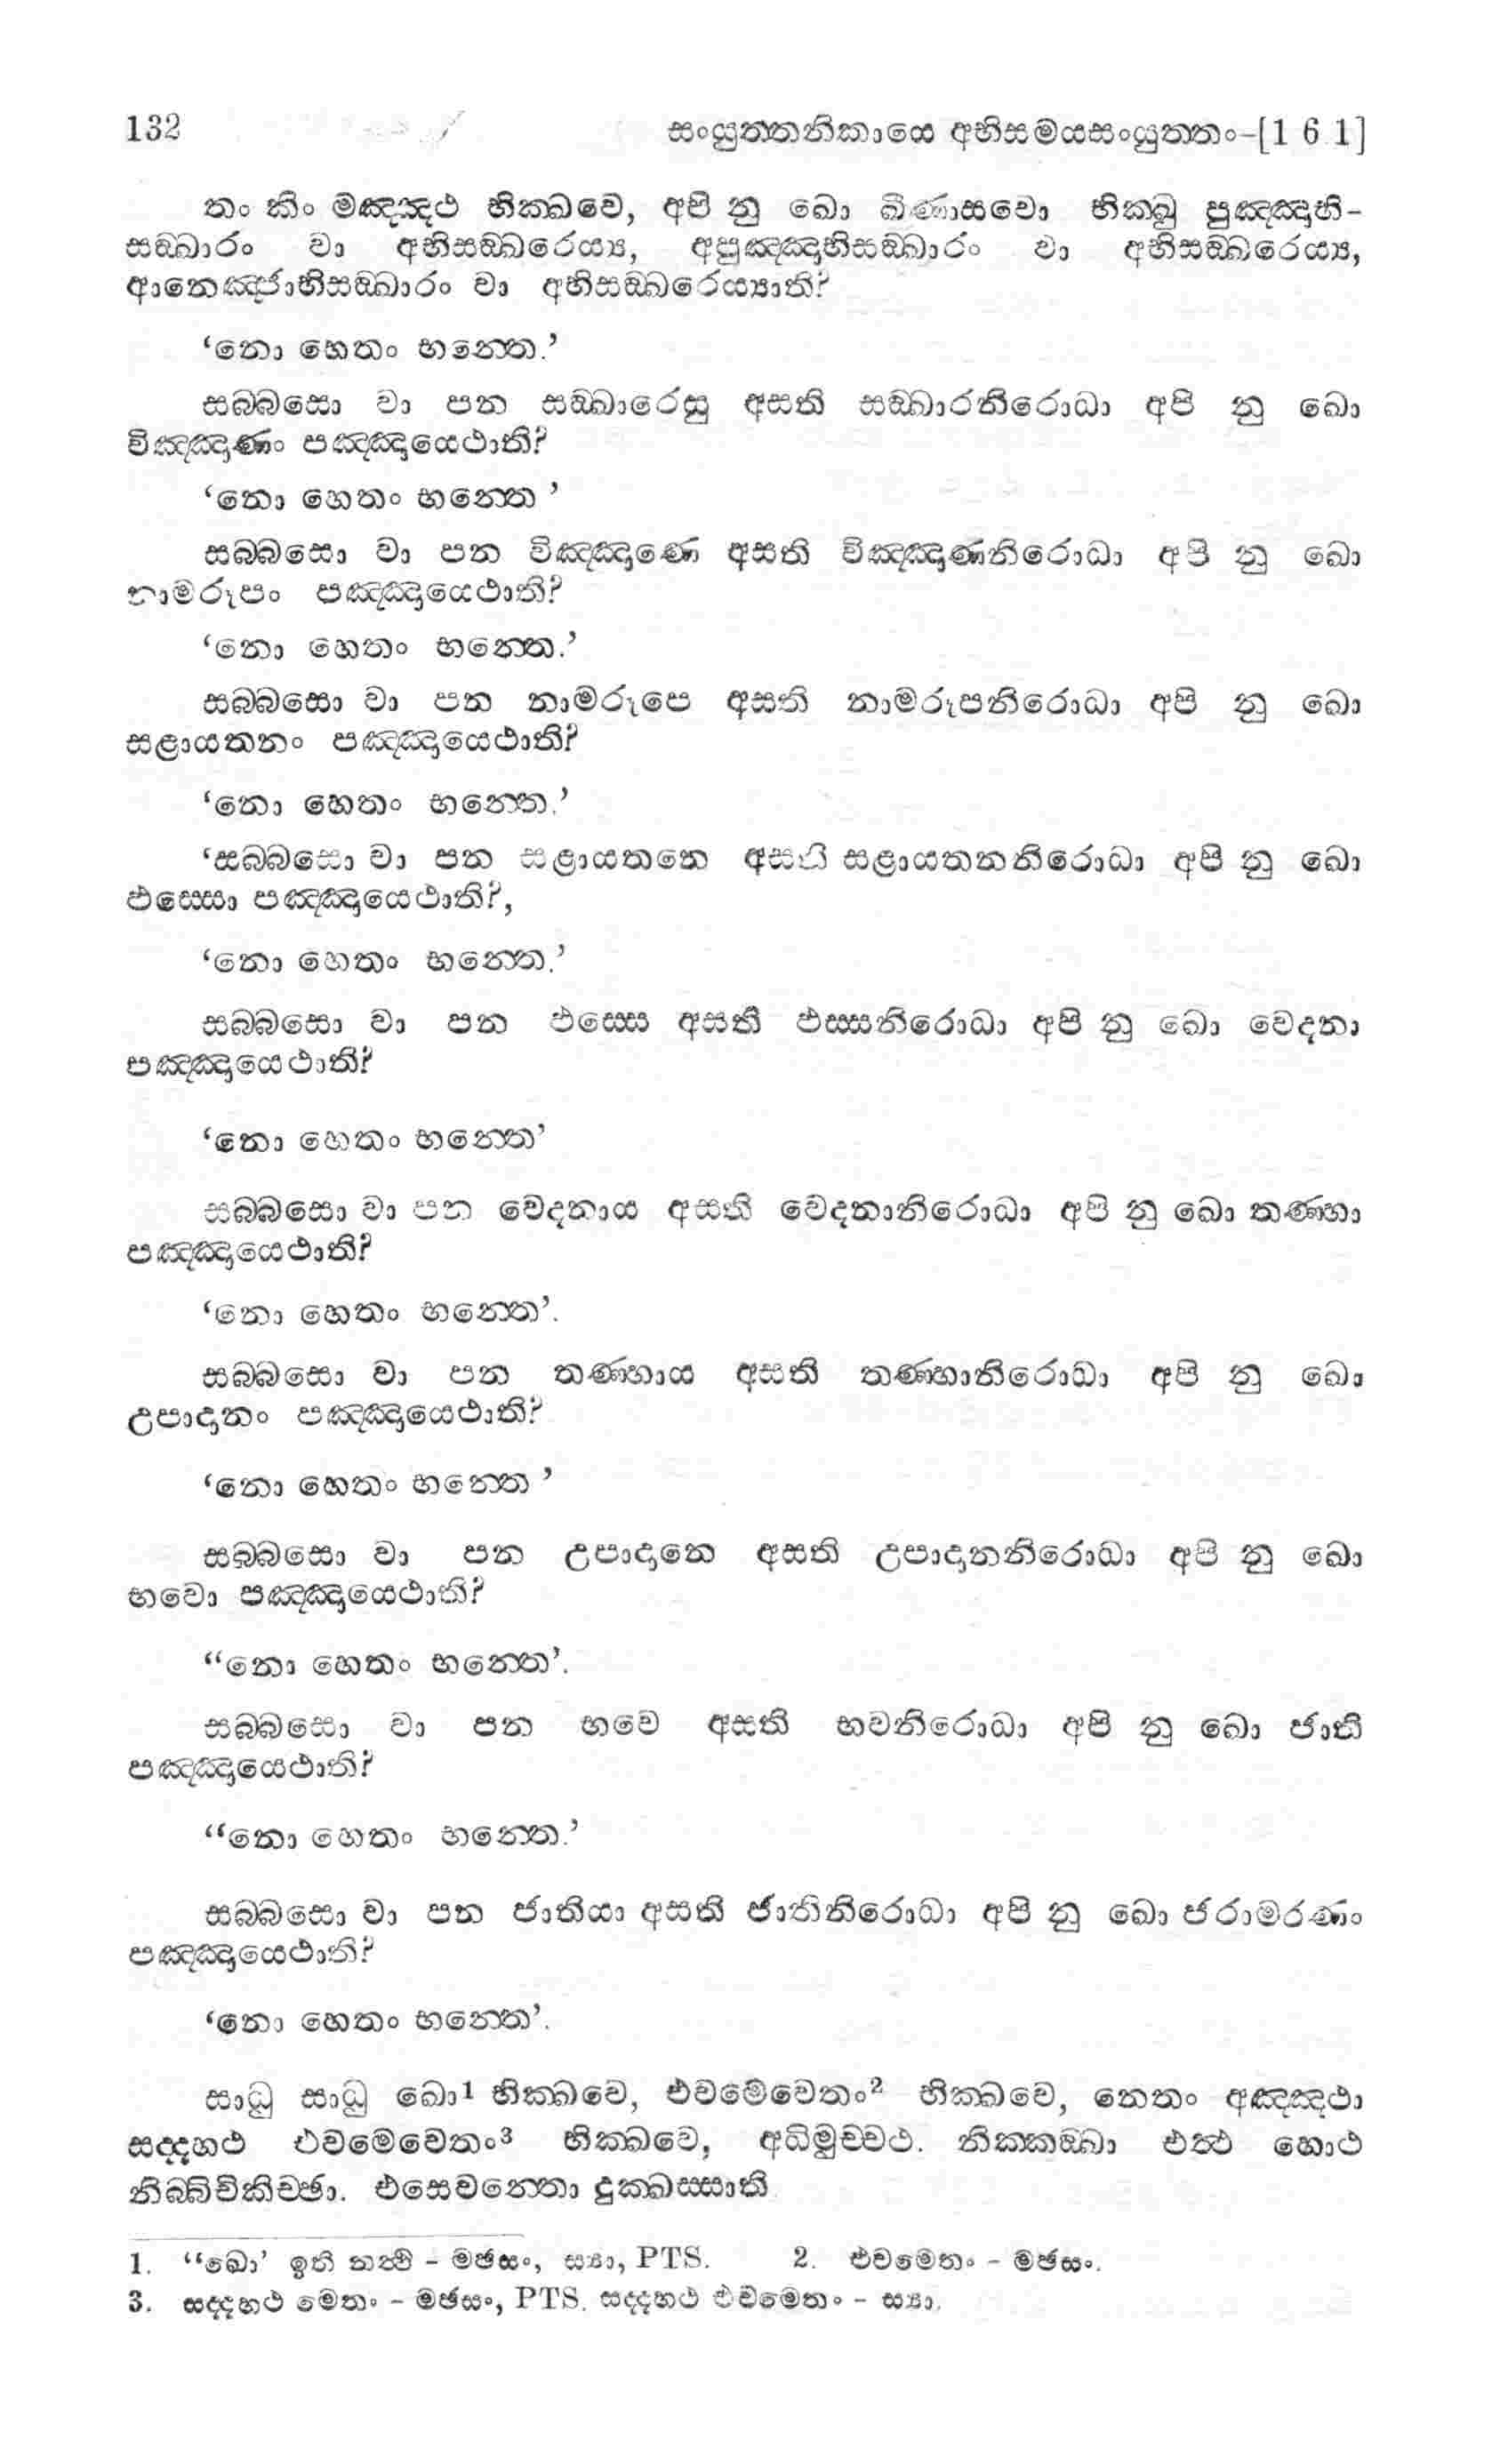 132 සංයුත්තනිකායෙ අභිසමයසංයුත්තං-[1 6 1]
තං කිං මඤ්ඤථ භික්ඛවෙ, අපි නු ඛො ඛීණාසවො භික්ඛු පුඤ්ඤාභි-
සඞ්ඛාරං වා අභිසඞ්ඛරෙය්‍ය, අපුඤ්ඤාභිසඞ්ඛාරං වා අභිසඞ්ඛරෙය්‍ය,
ආනෙඤ්ජාභිසඞ්ඛාරං වා අභිසඞ්ඛරෙය්‍යාති?
‘නො හෙතං භන්තෙ.’
සබ්බසො වා පන සඞ්ඛාරෙසු අසති සඞ්ඛාරනිරොධා අපි නු ඛො
විඤ්ඤාණං පඤ්ඤායෙථාති?
‘නො හෙතං භන්තෙ ’
සබ්බසො වා පන විඤ්ඤාණෙ අසති විඤ්ඤාණනිරොධා අපි නු ඛො
නාමරූපං පඤ්ඤායෙථාති?
‘නො හෙතං භන්තෙ.’
සබ්බසො වා පන නාමරූපෙ අසති නාමරූපනිරොධා අපි නු ඛො
සළායතනං පඤ්ඤායෙථාති?
‘නො හෙතං භන්තෙ.’
‘සබ්බසො වා පන සළායතනෙ අසති සළායතනනිරොධා අපි නු ඛො
ඵස්සො පඤ්ඤායෙථාති?,
‘නො හෙතං භන්තෙ.’
සබ්බසො වා පන ඵස්සෙ අසති ඵස්සනිරොධා අපි නු ඛො වෙදනා
පඤ්ඤායෙථාති?
‘නො හෙතං භන්තෙ’
සබ්බසො වා පන වෙදනාය අසති වෙදනානිරොධා අපි නු ඛො තණ්හා
පඤ්ඤායෙථාති?
‘නො හෙතං භන්තෙ’.
සබ්බසො වා පන තණ්හාය අසති තණ්හානිරොධා අපි නු ඛො
උපාදානං පඤ්ඤායෙථාති?
‘නො හෙතං භන්තෙ ’
සබ්බසො වා පන උපාදානෙ අසති උපාදානනිරොධා අපි නු ඛො
භවො පඤ්ඤායෙථාති?
“නො හෙතං භන්තෙ’.
සබ්බසො වා පන භවෙ අසති භවනිරොධා අපි නු ඛො ජාති
පඤ්ඤායෙථාති?
“නො හෙතං භන්තෙ.’
සබ්බසො වා පන ජාතියා අසති ජාතිනිරොධා අපි නු ඛො ජරාමරණං
පඤ්ඤායෙථාති?
‘නො හෙතං භන්තෙ’.
සාධු සාධු ඛො1 භික්ඛවෙ, එවමේවෙතං2 භික්ඛවෙ, නෙතං අඤ්ඤථා
සද්දහථ එවමෙවෙතං3 භික්ඛවෙ, අධිමුච්චථ. නික්කඞ්ඛා එත්ථ හොථ
නිබ්බිචිකිච්ඡා. එසෙවන්තො දුක්ඛස්සාති
1. “ඛො’ ඉති නත්ථි - මඡසං, ස්‍යා, PTS. 2. එවමෙතං - මඡසං.
3. සද්දහථ මෙතං - මඡසං, PTS. සද්දහථ එවමෙතං - ස්‍යා.